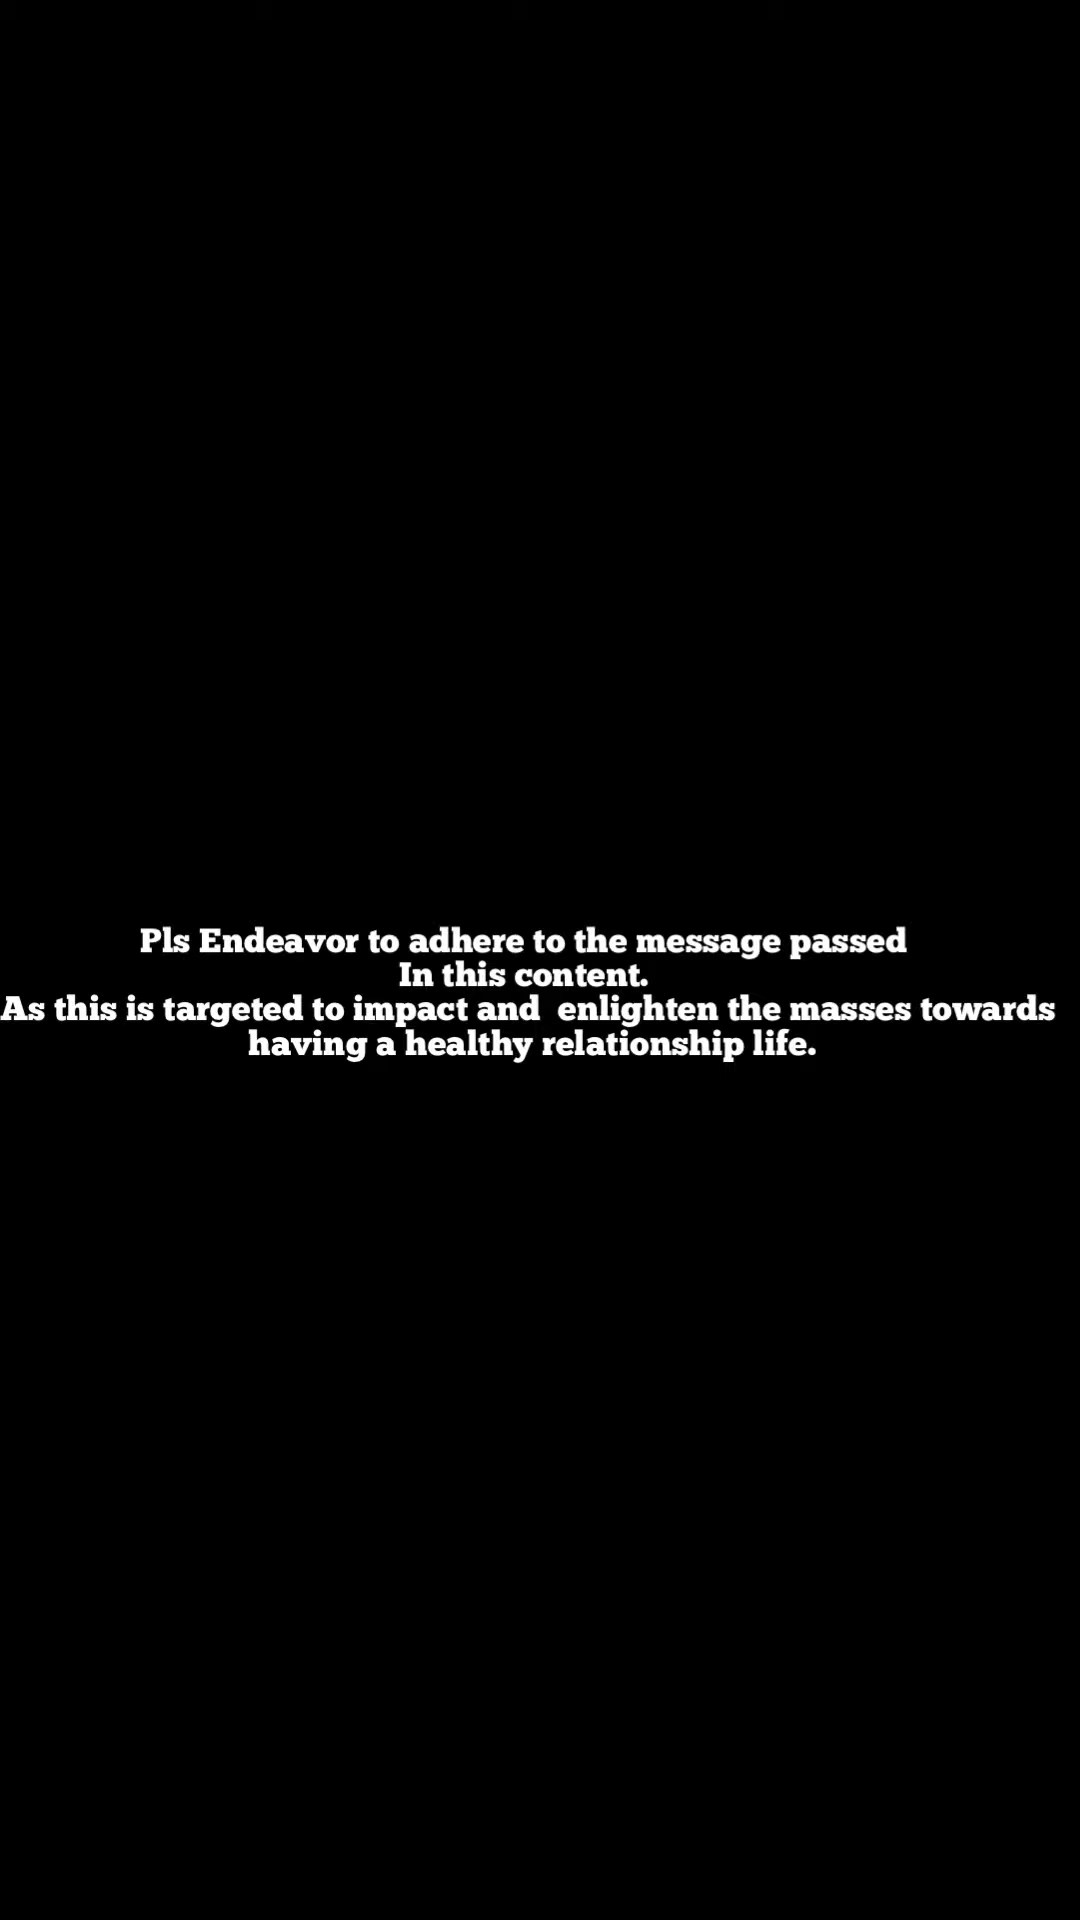 Pls Endeavor to adhere to the message passed
In this content.
As this is targeted to impact and  enlighten the masses towards
having a healthy relationship life.